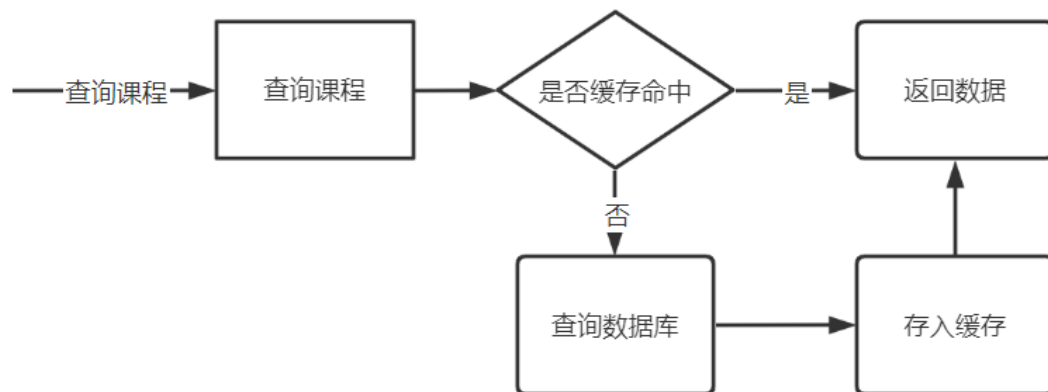 查询课程
查询课程
是否缓存命中
是
返回数据
否
查询数据库
存入缓存